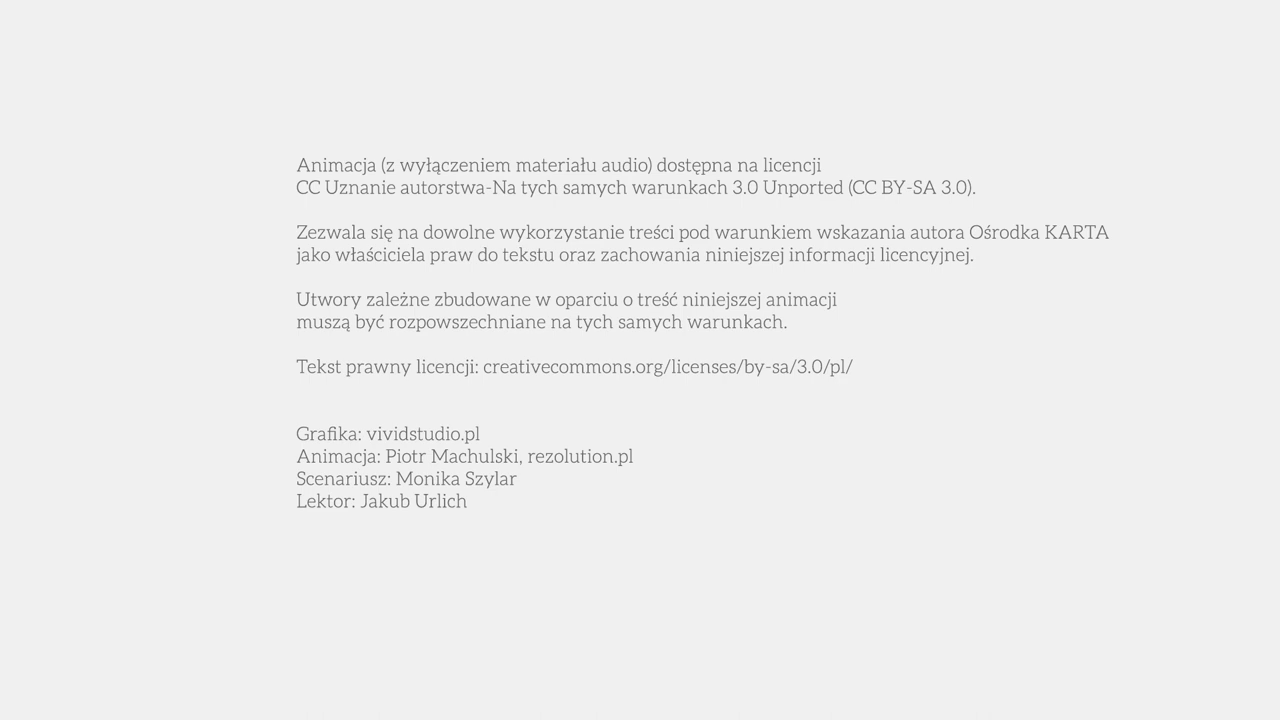 Animacja (z wyłączeniem materiału audio) dostępna na licencji
CC Uznanie autorstwa-Na tych samych warunkach 3.0 Unported (CC BY-SA 3.0).
Zezwala się na dowolne wykorzystanie treści pod warunkiem wskazania autora Ośrodka KARTA
jako właściciela praw do tekstu oraz zachowania niniejszej informacji licencyjnej.
Utwory zależne zbudowane w oparciu o treść niniejszej animacji
muszą być rozpowszechniane na tych samych warunkach.
Tekst prawny licencji: creativecommons.org/licenses/by-sa/3.0/pl/
Grafika: vividstudio.pl
Animacja: Piotr Machulski, rezolution.pl
Scenariusz: Monika Szylar
Lektor: Jakub Urlich